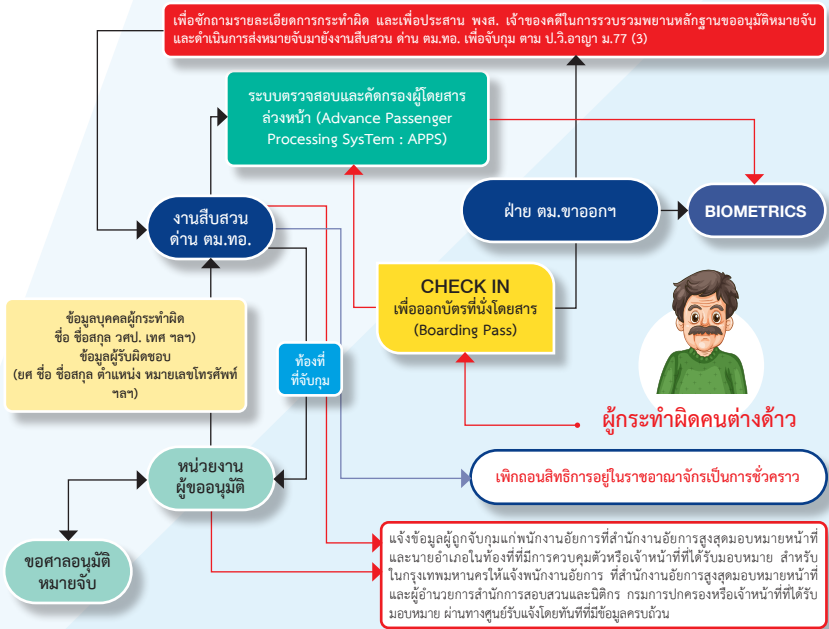 เพื่อซักถามรายละเอียดการกระทำผิด และเพื่อประสาน พงส. เจ้าของคดีในการรวบรวมพยานหลักฐานขออนุมัติหมายจับ
และดำเนินการส่งหมายจับมายังงานสืบสวน ด่าน ตม.ทอ. เพื่อจับกุม ตาม ป.วิ.อาญา ม.77 (3)
ระบบตรวจสอบและคัดกรองผู้โดยสาร
ล่วงหน้า (Advance Passenger
Processing SysTem : APPS)
งานสืบสวน
ด่าน ตม.ทอ.
ฝ่าย ตม.ขาออกฯ
BIOMETRICS
CHECK IN
เพื่อออกบัตรที่นั่งโดยสาร
(Boarding Pass)
ข้อมูลบุคคลผู้กระทำผิด
ชื่อ ชื่อสกุล วศป. เทศ ฯลฯ)
ข้อมูลผู้รับผิดชอบ
(ยศ ชื่อ ชื่อสกุล ตำแหน่ง หมายเลขโทรศัพท์
ฯลฯ)
ท้องที่
ที่จับกุม
ผู้กระทำผิดคนต่างด้าว
หน่วยงาน
ผู้ขออนุมัติ
เพิกถอนสิทธิการอยู่ในราชอาณาจักรเป็นการชั่วคราว
ขอศาลอนุมัติ
หมายจับ
แจ้งข้อมูลผู้ถูกจับกุมแก่พนักงานอัยการที่สำนักงานอัยการสูงสุดมอบหมายหน้าที่
และนายอำเภอในท้องที่ที่มีการควบคุมตัวหรือเจ้าหน้าที่ที่ได้รับมอบหมาย สำหรับ
ในกรุงเทพมหานครให้แจ้งพนักงานอัยการ ที่สำนักงานอัยการสูงสุดมอบหมายหน้าที่
และผู้อำนวยการสำนักการสอบสวนและนิติกร กรมการปกครองหรือเจ้าหน้าที่ที่ได้รับ
มอบหมาย ผ่านทางศูนย์รับแจ้งโดยทันทีที่มีข้อมูลครบถ้วน